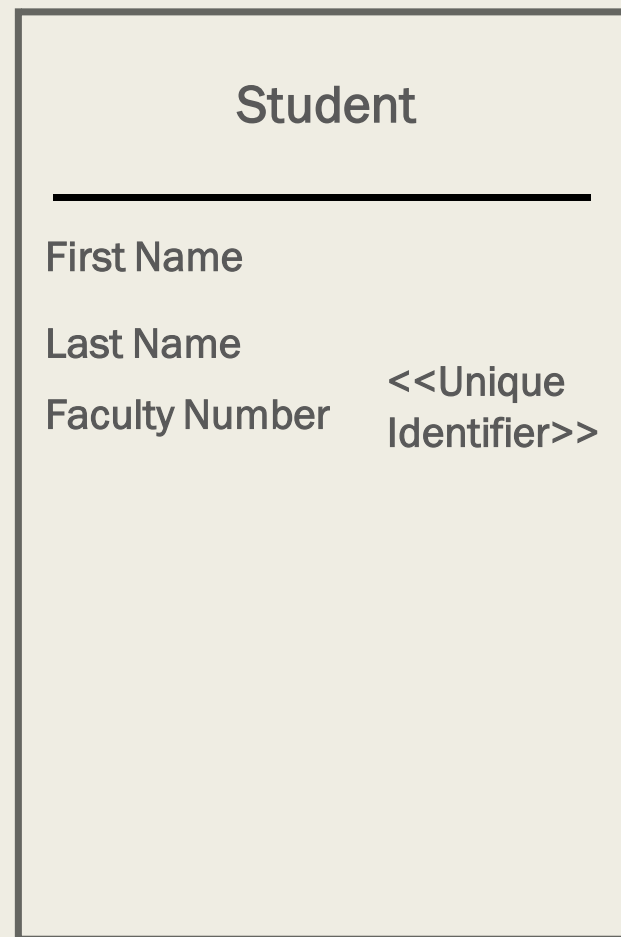 Student
First Name
Last Name
Faculty Number
<<Unique
Identifier>>